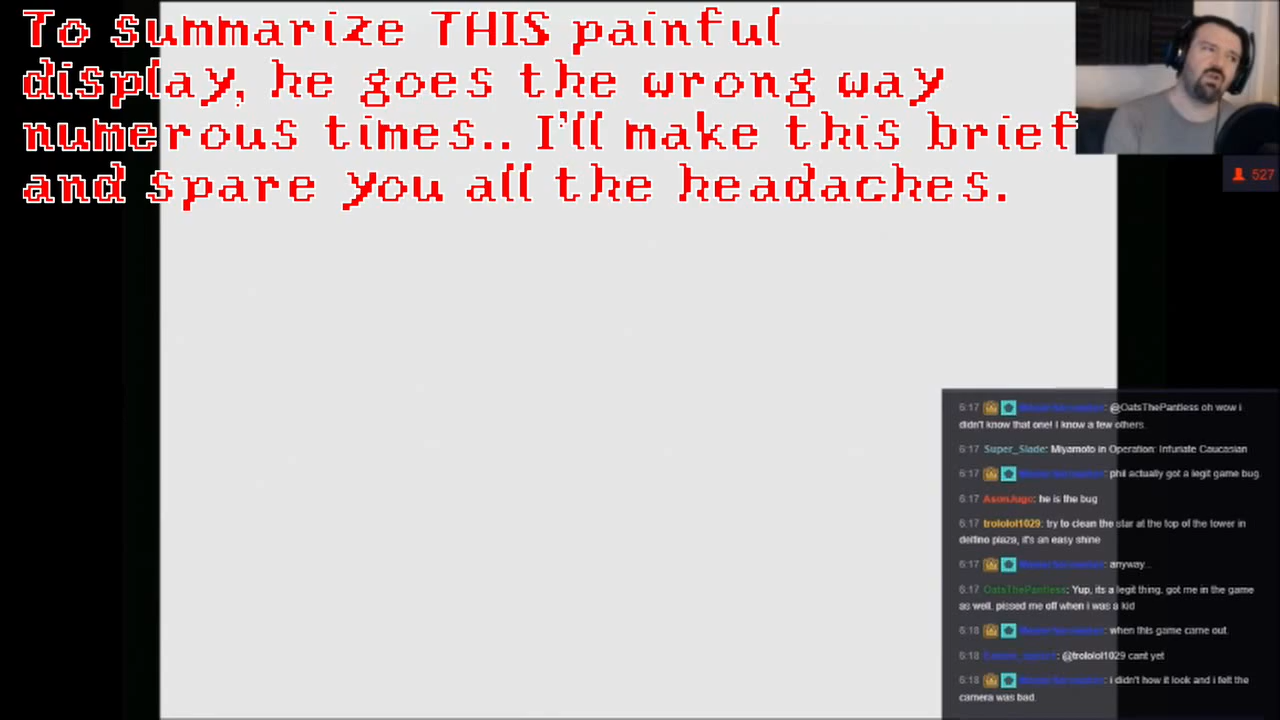 To summarize THIS painful
display, he goes the wrong way
numerous times.. I'll make this brief
and spare you all the headaches.
527
6:17 : @OatsThePantless oh wow i
didn't know that one! I know a few others.
6:17 Super_Slade: Miyamoto in Operation: Infuriate Caucasian
6:17 : phil actually got a legit game bug.
6:17 AsonJugo: he is the bug
6:17 trololol1029: try to clean the star at the top of the tower in
delfino plaza, it's an easy shine
6:17 : anyway...
6:17 OatsThePantless: Yup, its a legit thing. got me in the game
as well. pissed me off when i was a kid
6:18 : when this game came out.
6:18 : @trololol1029 cant yet
6:18 : i didn't how it look and i felt the
camera was bad.